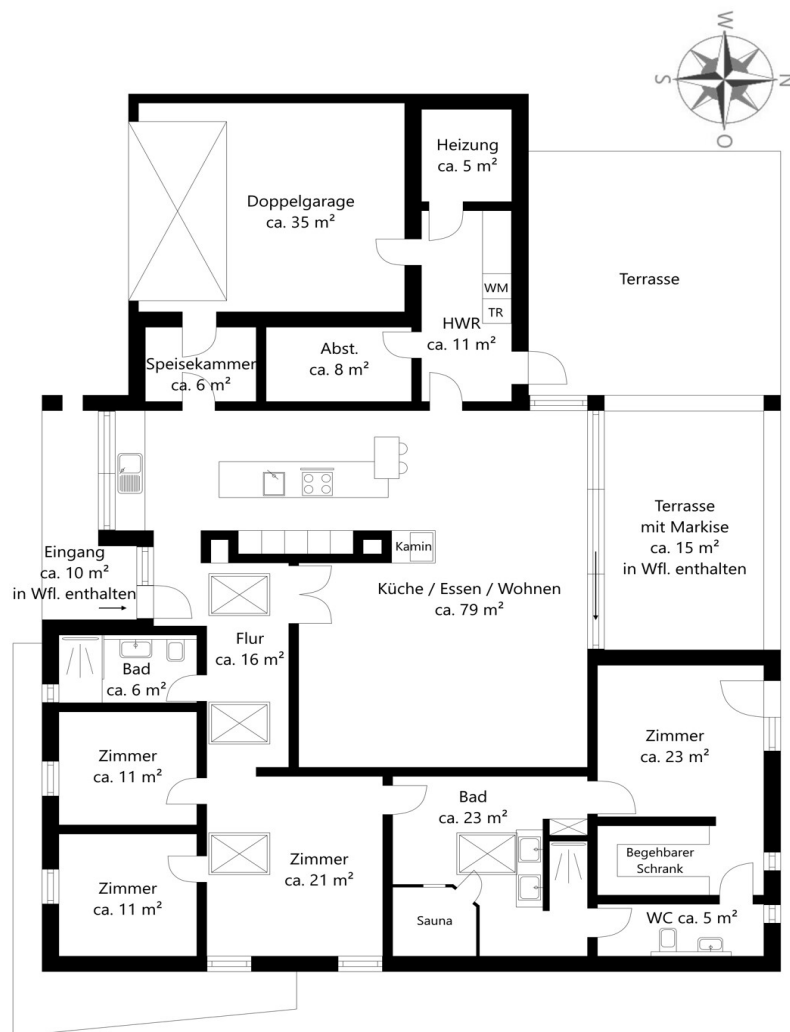 W
S
N
O
Heizung
ca. 5 m²
Doppelgarage
ca. 35 m²
Terrasse
WM
TR
HWR
ca. 11 m²
Speisekammer
ca. 6 m²
Abst.
ca. 8 m²
Terrasse
mit Markise
ca. 15 m²
in Wfl. enthalten
Eingang
ca. 10 m²
in Wfl. enthalten
Kamin
Küche / Essen / Wohnen
ca. 79 m²
Flur
ca. 16 m²
Bad
ca. 6 m²
Zimmer
ca. 11 m²
Zimmer
ca. 23 m²
Bad
ca. 23 m²
Zimmer
ca. 21 m²
Zimmer
ca. 11 m²
Begehbarer
Schrank
Sauna
WC ca. 5 m²